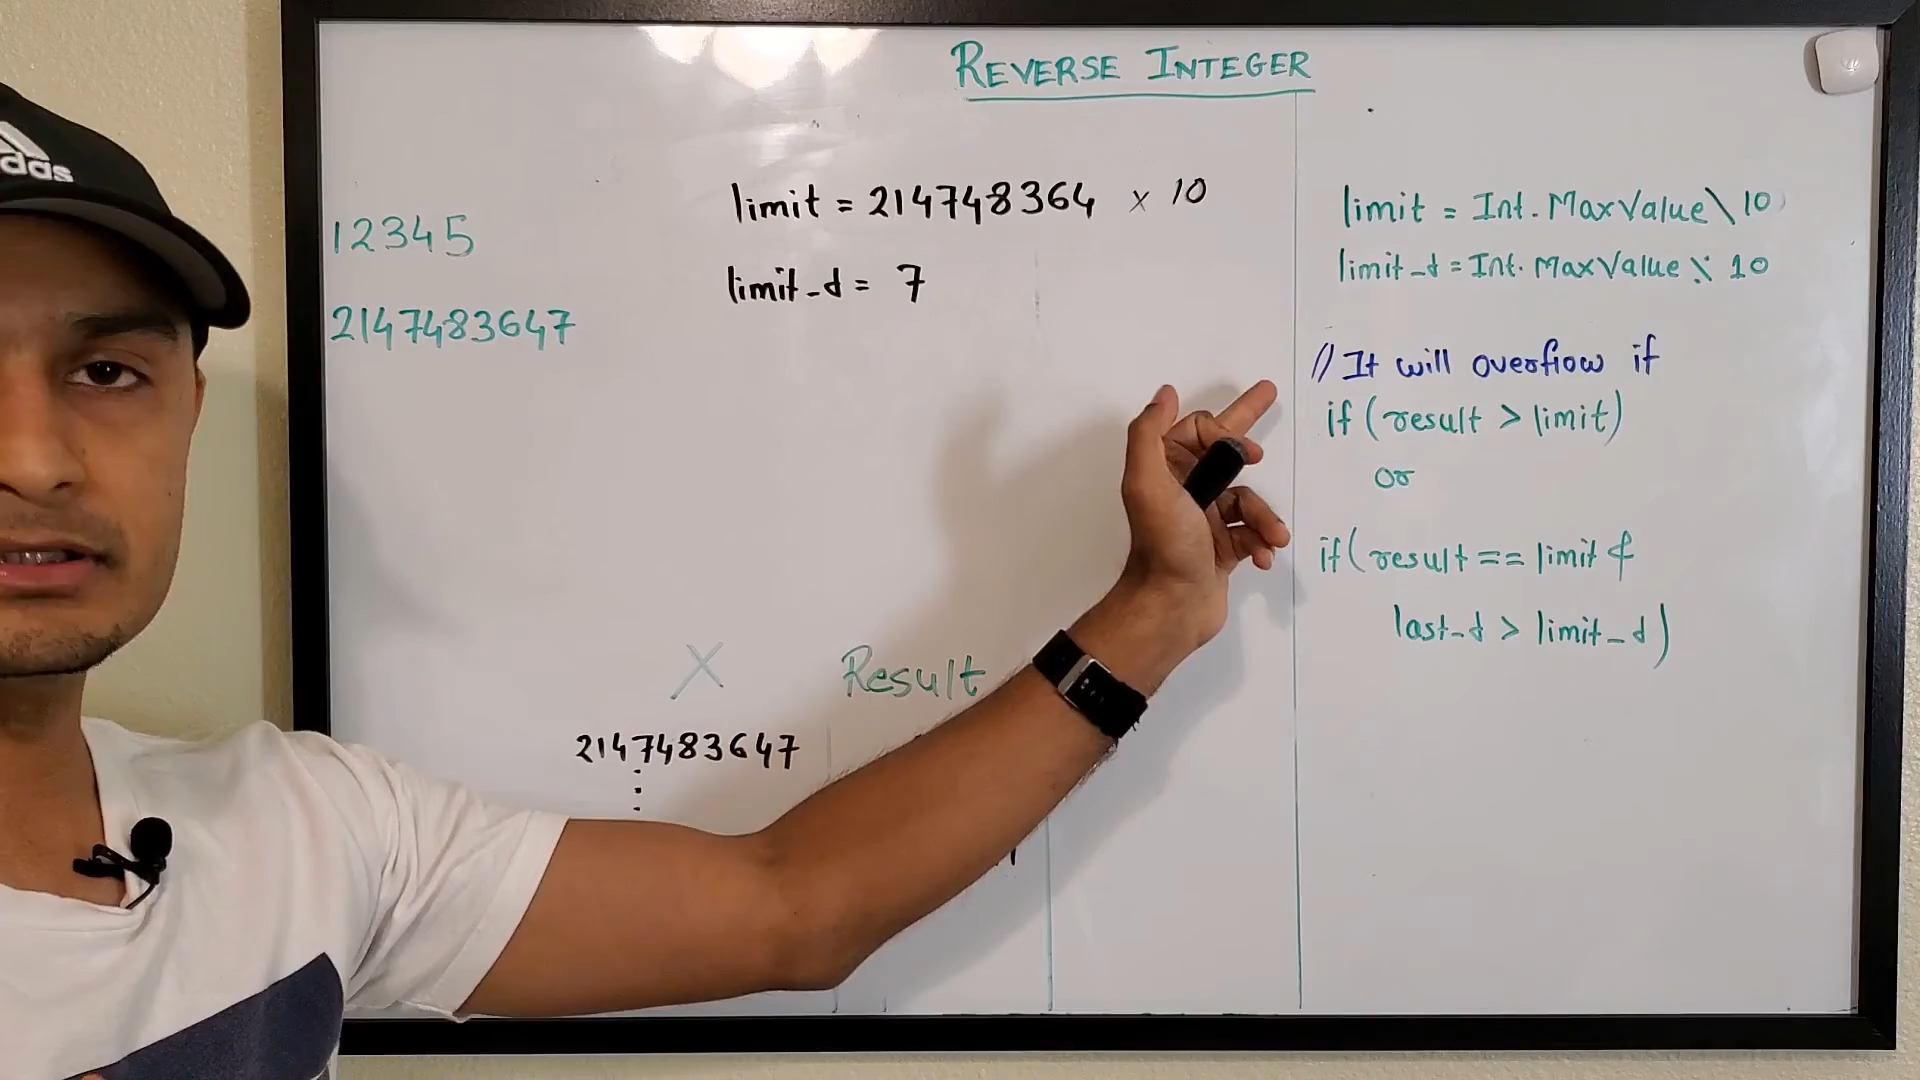 REVERSE INTEGER
das
12345
2147483647
limit = 214748364 × 10
limit_d = 7
X Result
2147483647
limit = Int.MaxValue\10
limit_d = Int.MaxValue % 10
// It will overflow if
if (result > limit)
or
if (result == limit &
last_d > limit_d)